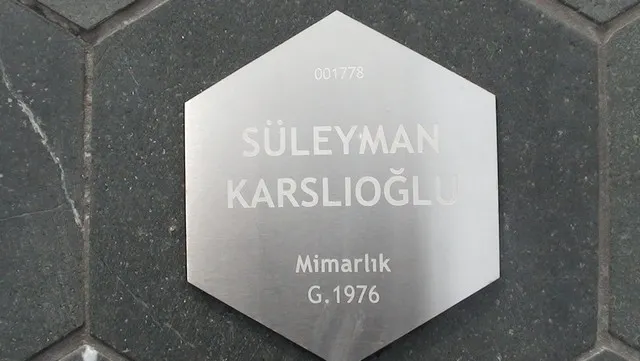 001778
SÜLEYMAN
KARSLIOĞLU
Mimarlık
G.1976